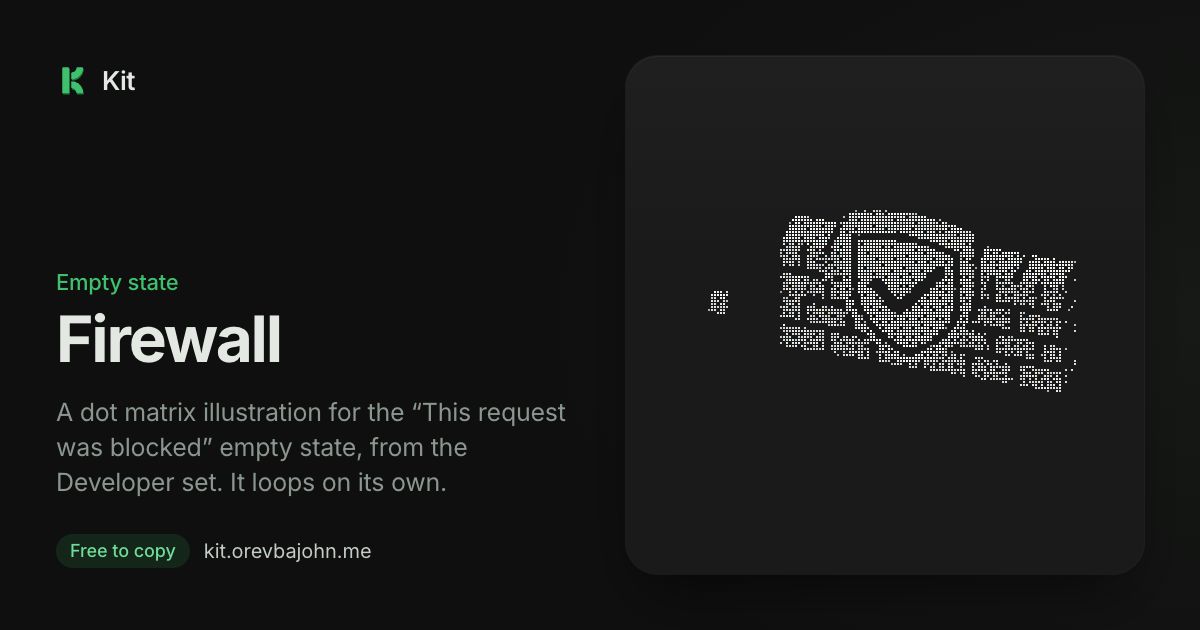 Kit
Empty state
Firewall
A dot matrix illustration for the “This request
was blocked” empty state, from the
Developer set. It loops on its own.
Free to copy
kit.orevbajohn.me